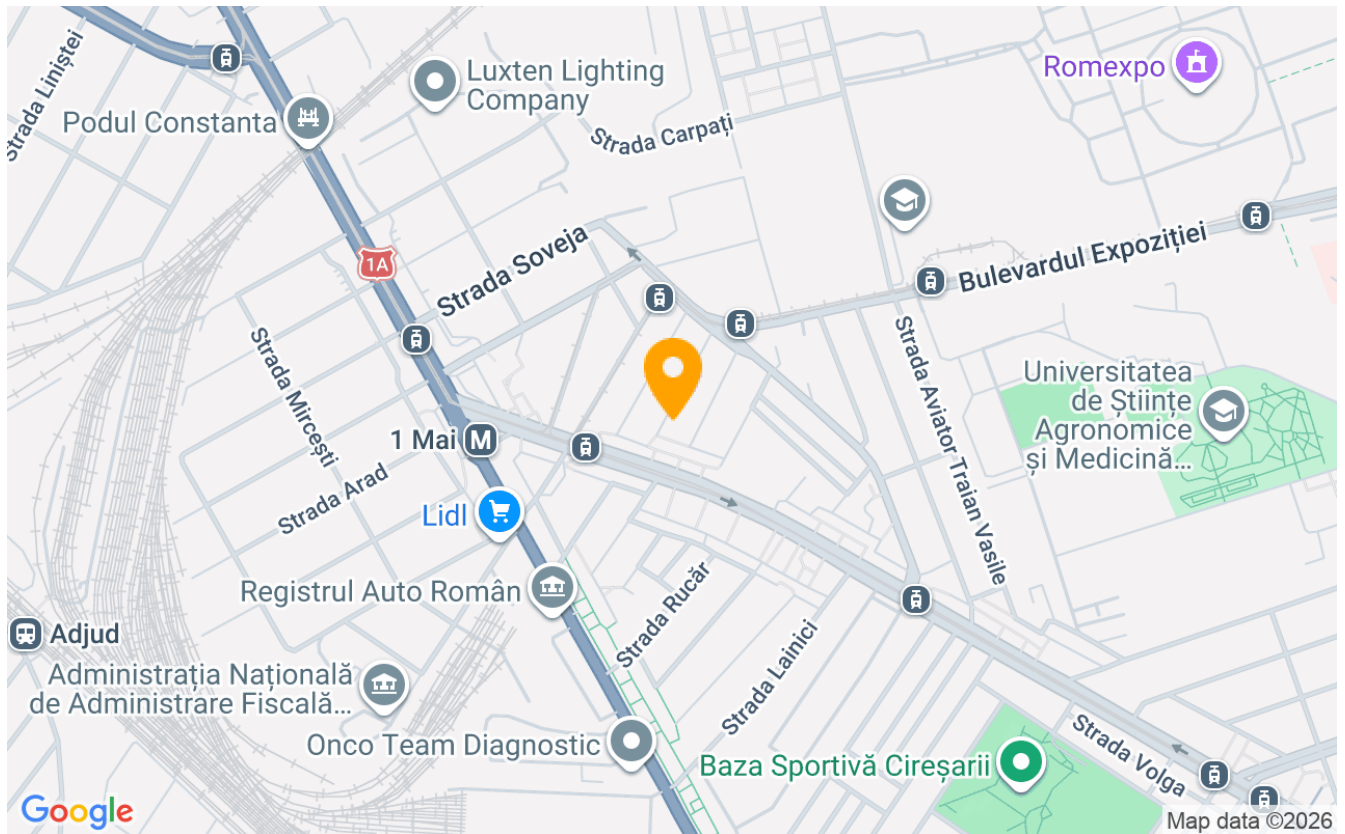 Strada Liniștei
Podul Constanta
Luxten Lighting
Company
Romexpo
Strada Carpați
1A
Strada Soveja
Bulevardul Expoziției
Strada Mircești
Strada Aviator Traian Vasile
Universitatea
de Științe
Agronomice
și Medicină...
1 Mai
M
Strada Arad
Lidl
Registrul Auto Român
Strada Rucăr
Adjud
Strada Lainici
Administrația Națională
de Administrare Fiscală...
Onco Team Diagnostic
Baza Sportivă Cireșarii
Strada Volga
Google
Map data ©2026